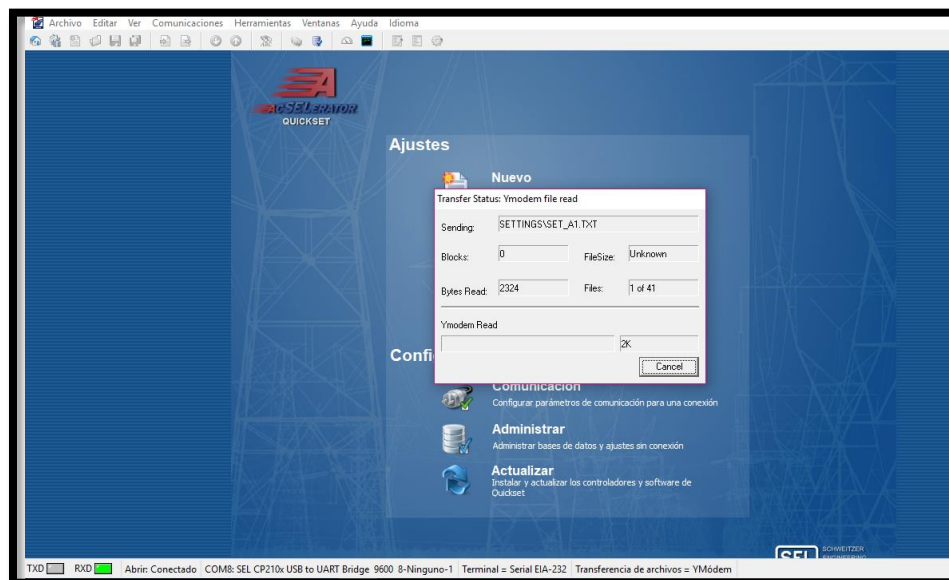 Archivo Editar Ver Comunicaciones Herramientas Ventanas Ayuda Idioma
ACSELERATOR
QUICKSET
Ajustes
Nuevo
Transfer Status: Ymodem file read
Sending: SETTINGS\SET_A1.TXT
Blocks: 0 FileSize: Unknown
Bytes Read: 2324 Files: 1 of 41
Ymodem Read
2K
Cancel
Confi
Comunicación
Configurar parámetros de comunicación para una conexión
Administrar
Administrar bases de datos y ajustes sin conexión
Actualizar
Instalar y actualizar los controladores y software de
Quickset
SEL SCHWEITZER
TXD RXD Abrir: Conectado COM8: SEL CP210x USB to UART Bridge 9600 8-Ninguno-1 Terminal = Serial EIA-232 Transferencia de archivos = YMódem